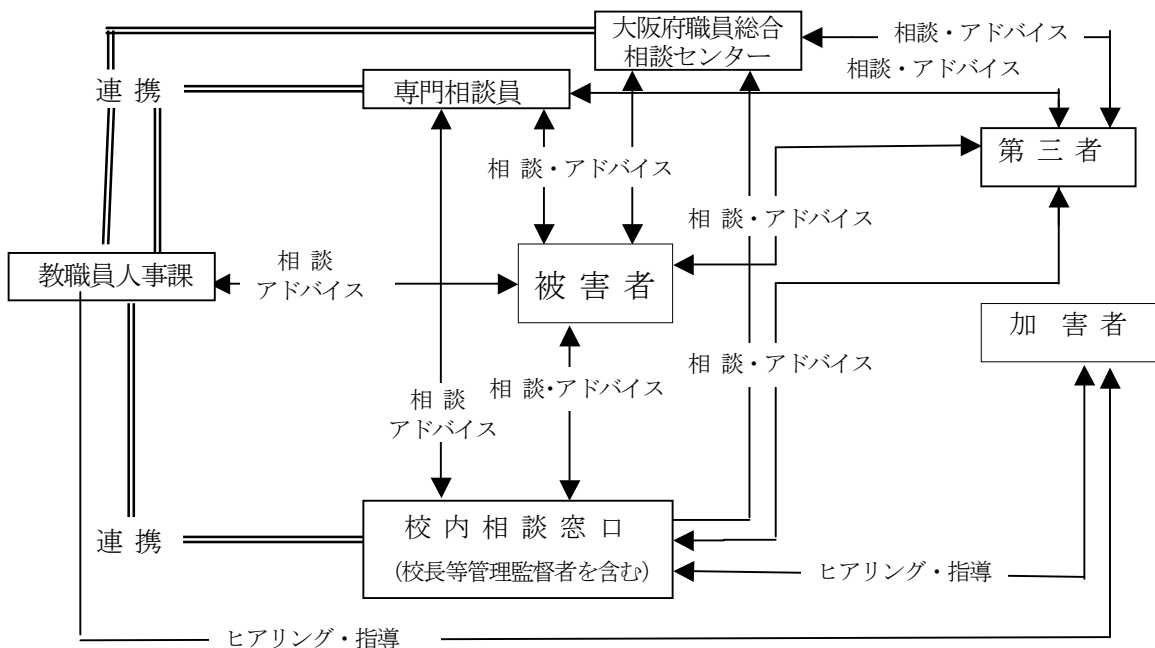 大阪府職員総合
相談センター
相談・アドバイス
相談・アドバイス
連 携
専門相談員
第 三 者
相 談・アドバイス
相 談・アドバイス
教職員人事課
相 談
アドバイス
被 害 者
加 害 者
相 談・アドバイス
相 談・アドバイス
相 談
アドバイス
校 内 相 談 窓 口
(校長等管理監督者を含む)
連 携
ヒアリング・指導
ヒアリング・指導